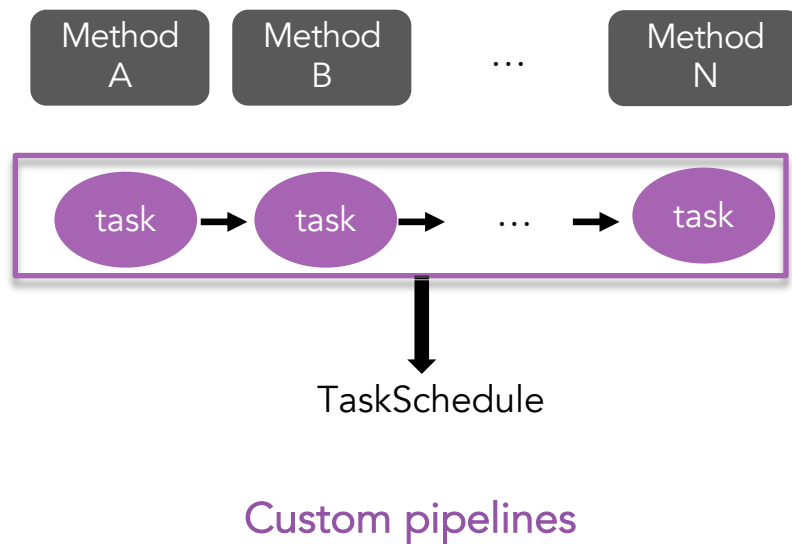 Method
A
Method
B
...
Method
N
task
task
...
task
TaskSchedule
Custom pipelines